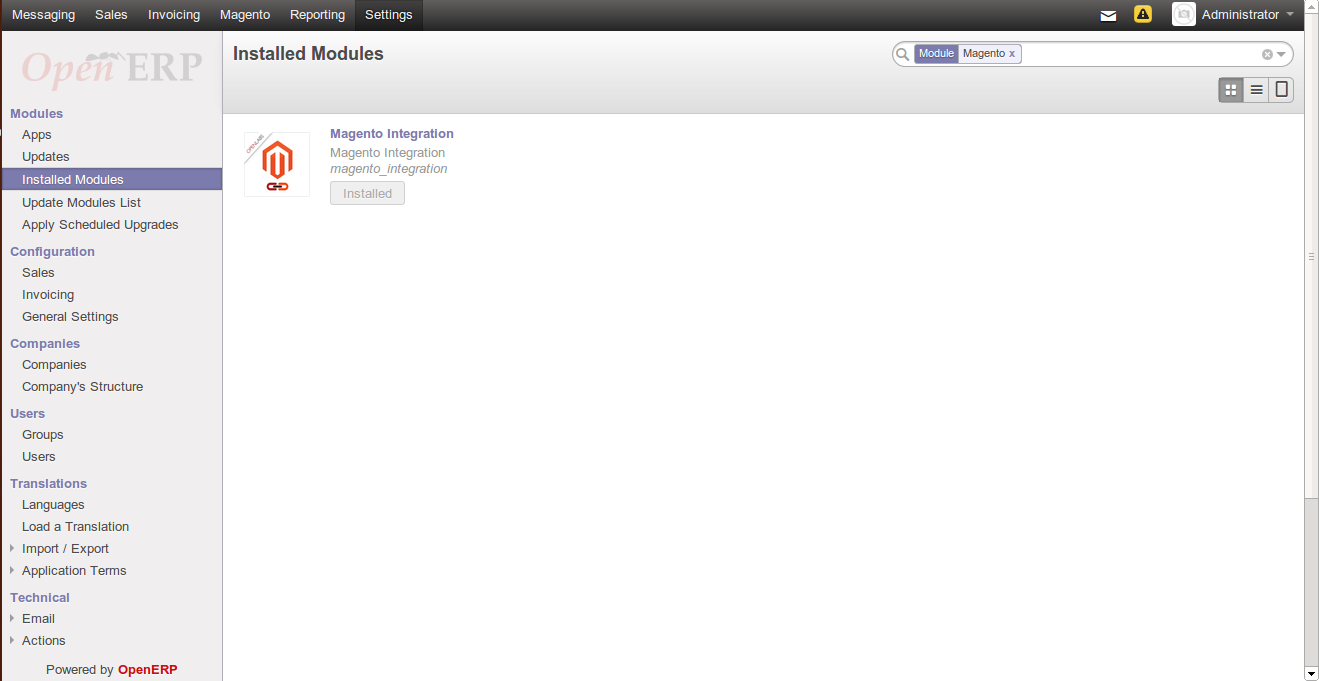 Messaging Sales Invoicing Magento Reporting Settings Administrator
Open ERP
Installed Modules
Module Magento x
Modules
Apps
Updates
Installed Modules
Update Modules List
Apply Scheduled Upgrades
Configuration
Sales
Invoicing
General Settings
Companies
Companies
Company's Structure
Users
Groups
Users
Translations
Languages
Load a Translation
Import / Export
Application Terms
Technical
Email
Actions
Powered by OpenERP
OPENLABS
Magento Integration
Magento Integration
magento_integration
Installed